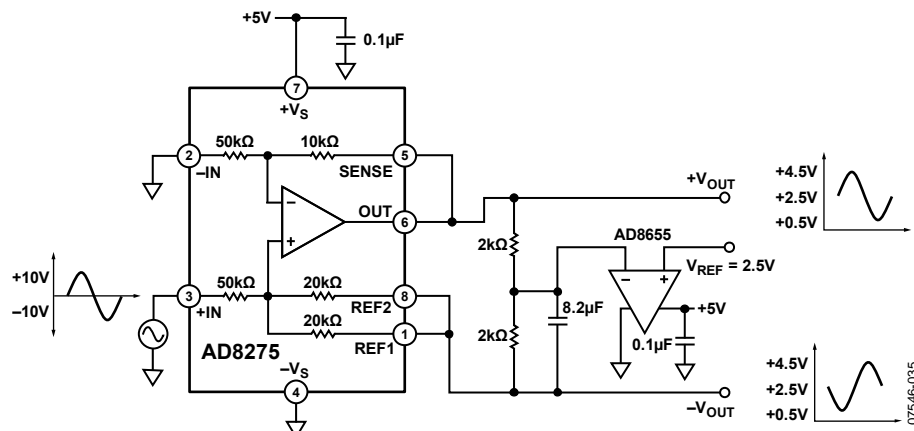 +5V
0.1µF
7
+VS
50kΩ
10kΩ
2
–IN
5
SENSE
–
+
OUT
6
+VOUT
+4.5V
+2.5V
+0.5V
2kΩ
AD8655
–
+
VREF = 2.5V
+10V
–10V
3
+IN
50kΩ
20kΩ
8
REF2
20kΩ
1
REF1
8.2µF
+5V
2kΩ
0.1µF
AD8275
–VS
4
–VOUT
+4.5V
+2.5V
+0.5V
07546-035